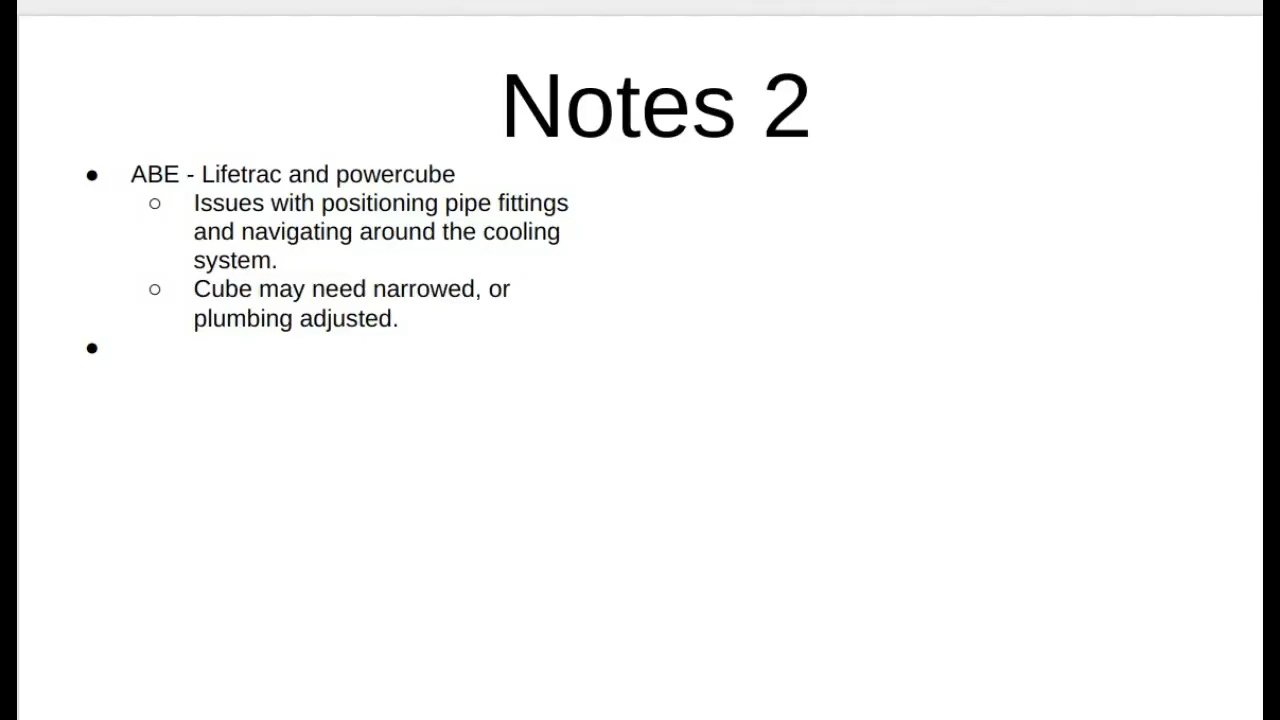 Notes 2
● ABE - Lifetrac and powercube
○ Issues with positioning pipe fittings
and navigating around the cooling
system.
○ Cube may need narrowed, or
plumbing adjusted.
●